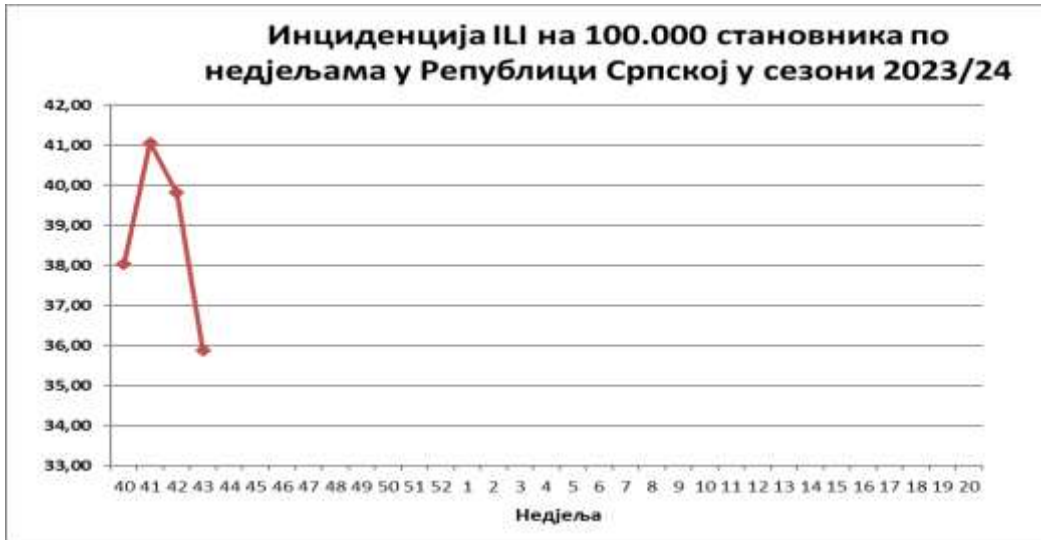 Инциденција ILI на 100.000 становника по
недјељама у Републици Српској у сезони 2023/24
42,00
41,00
40,00
39,00
38,00
37,00
36,00
35,00
34,00
33,00
40 41 42 43 44 45 46 47 48 49 50 51 52 1 2 3 4 5 6 7 8 9 10 11 12 13 14 15 16 17 18 19 20
Недјеља